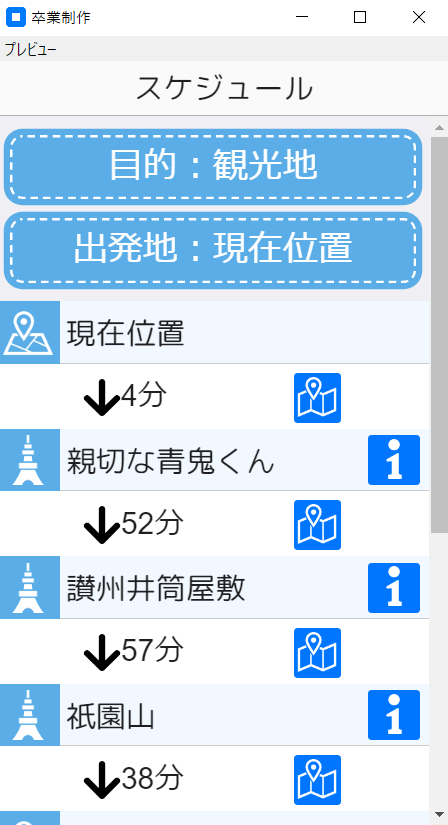 卒業制作
プレビュー
スケジュール
目的：観光地
出発地：現在位置
現在位置
4分
親切な青鬼くん
52分
讃州井筒屋敷
57分
祇園山
38分